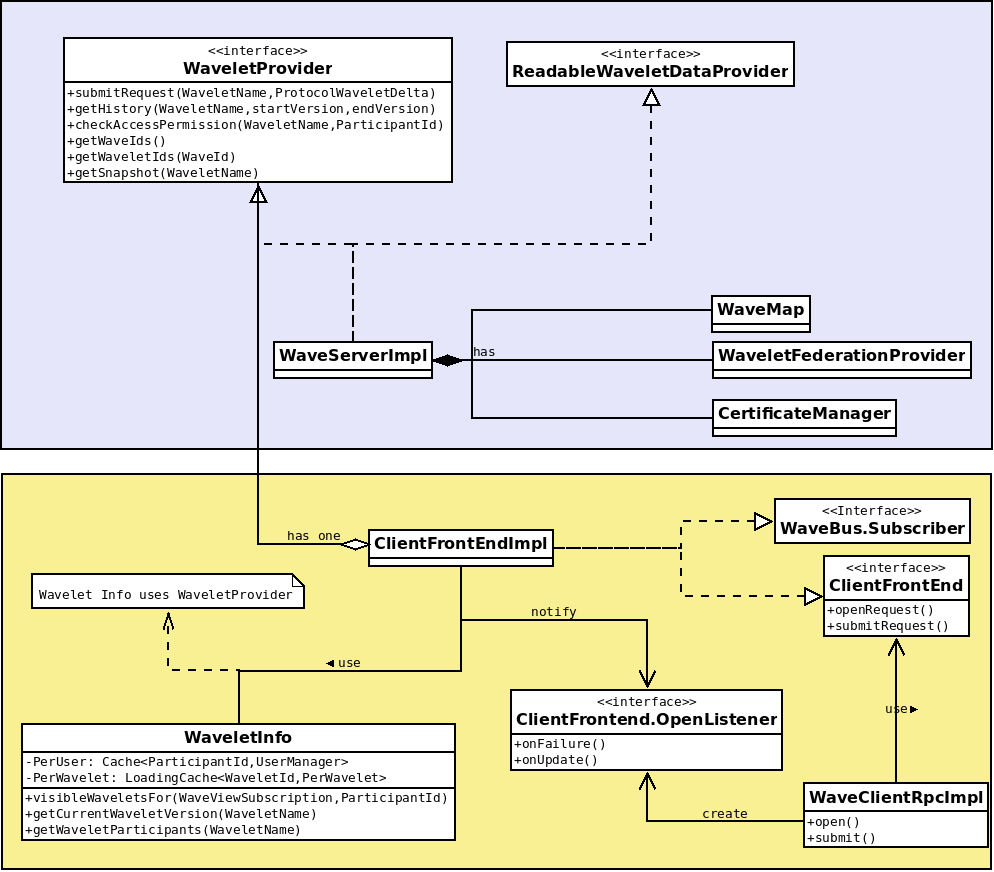 <<interface>>
WaveletProvider
+submitRequest(WaveletName,ProtocolWaveletDelta)
+getHistory(WaveletName,startVersion,endVersion)
+checkAccessPermission(WaveletName,ParticipantId)
+getWaveIds()
+getWaveletIds(WaveId)
+getSnapshot(WaveletName)
<<interface>>
ReadableWaveletDataProvider
WaveServerImpl
has
WaveMap
WaveletFederationProvider
CertificateManager
has one
ClientFrontEndImpl
<<Interface>>
WaveBus.Subscriber
<<interface>>
ClientFrontEnd
+openRequest()
+submitRequest()
Wavelet Info uses WaveletProvider
notify
◄ use
<<interface>>
ClientFrontend.OpenListener
+onFailure()
+onUpdate()
use►
WaveletInfo
-PerUser: Cache<ParticipantId,UserManager>
-PerWavelet: LoadingCache<WaveletId,PerWavelet>
+visibleWaveletsFor(WaveViewSubscription,ParticipantId)
+getCurrentWaveletVersion(WaveletName)
+getWaveletParticipants(WaveletName)
create
WaveClientRpcImpl
+open()
+submit()